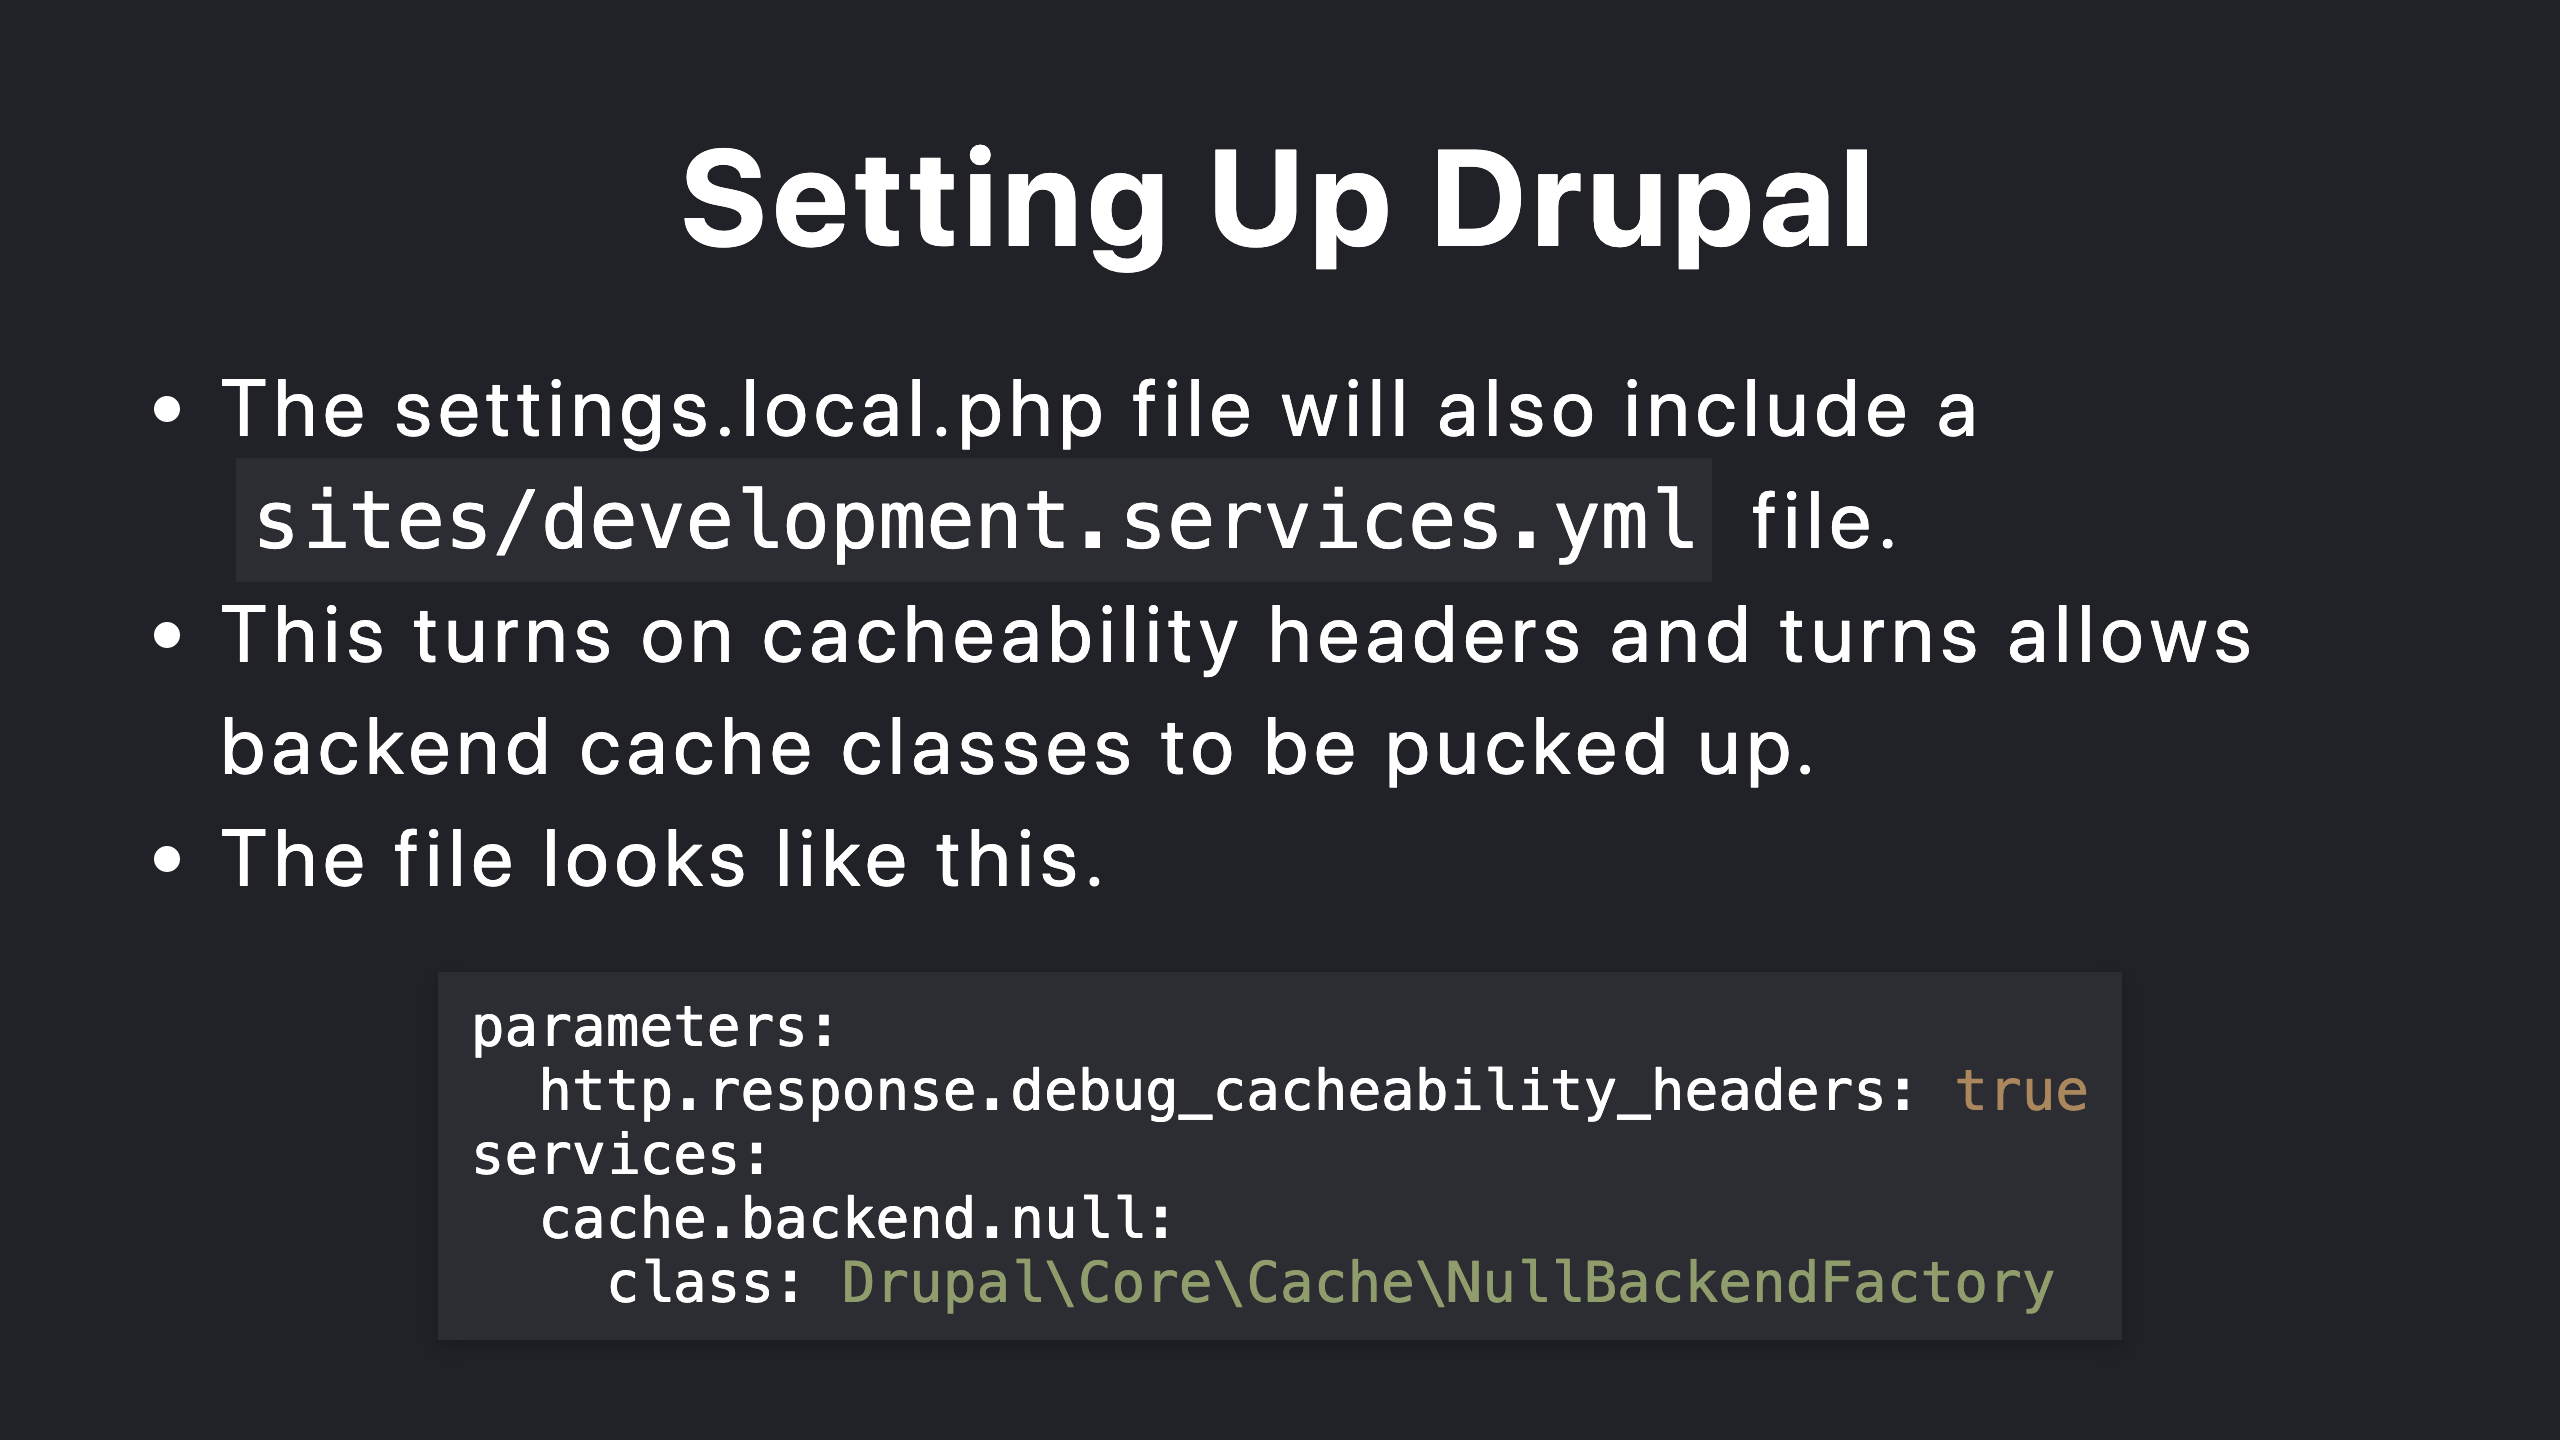 Setting Up Drupal
• The settings.local.php file will also include a
sites/development.services.yml file.
• This turns on cacheability headers and turns allows
backend cache classes to be pucked up.
• The file looks like this.
parameters:
  http.response.debug_cacheability_headers: true
services:
  cache.backend.null:
    class: Drupal\Core\Cache\NullBackendFactory